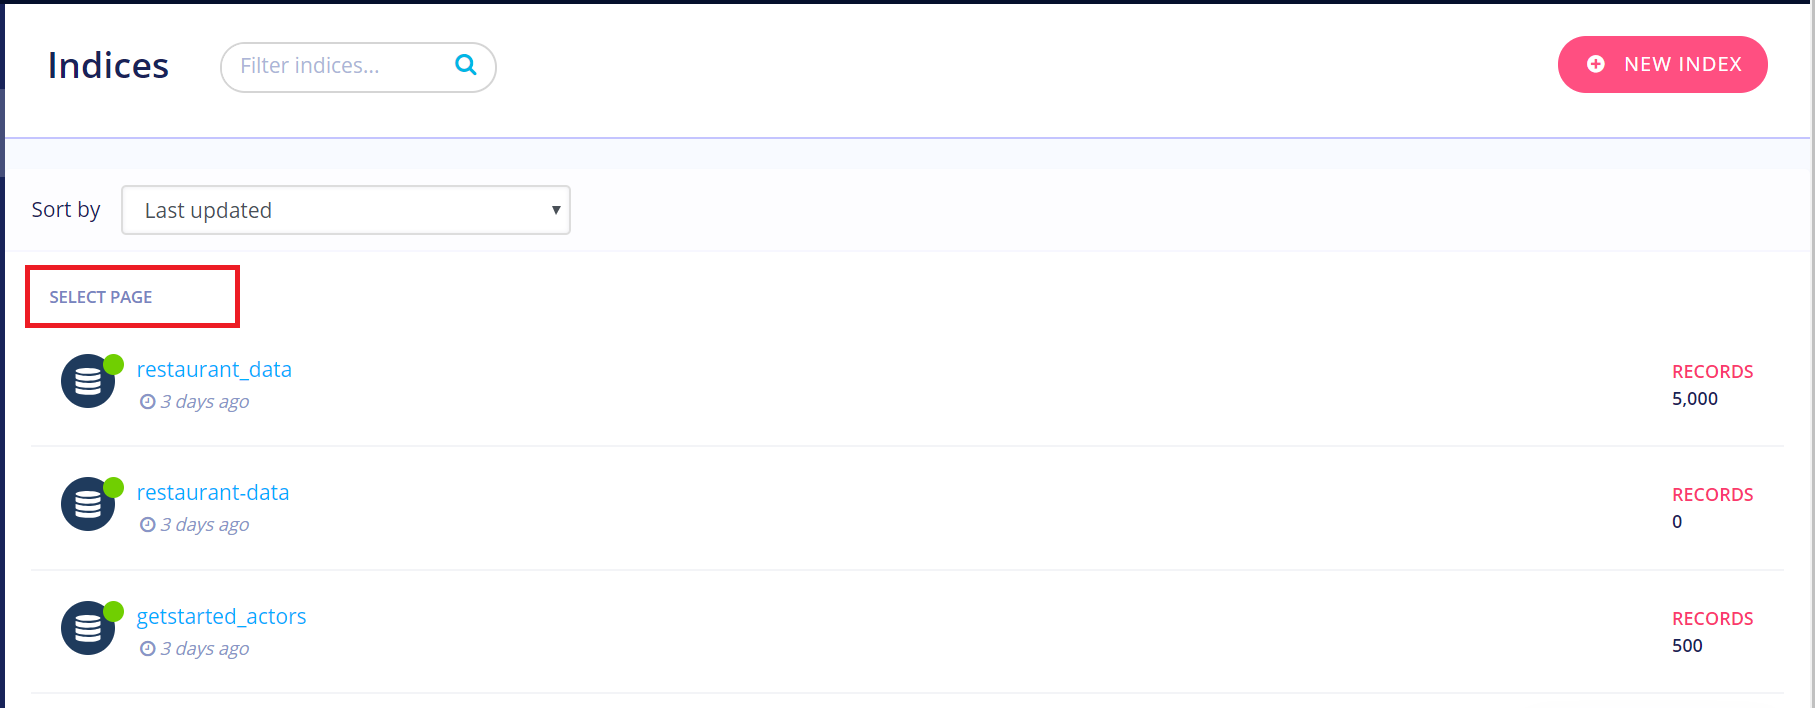 Indices
Filter indices...
NEW INDEX
Sort by
Last updated
SELECT PAGE
restaurant_data
3 days ago
RECORDS
5,000
restaurant-data
3 days ago
RECORDS
0
getstarted_actors
3 days ago
RECORDS
500